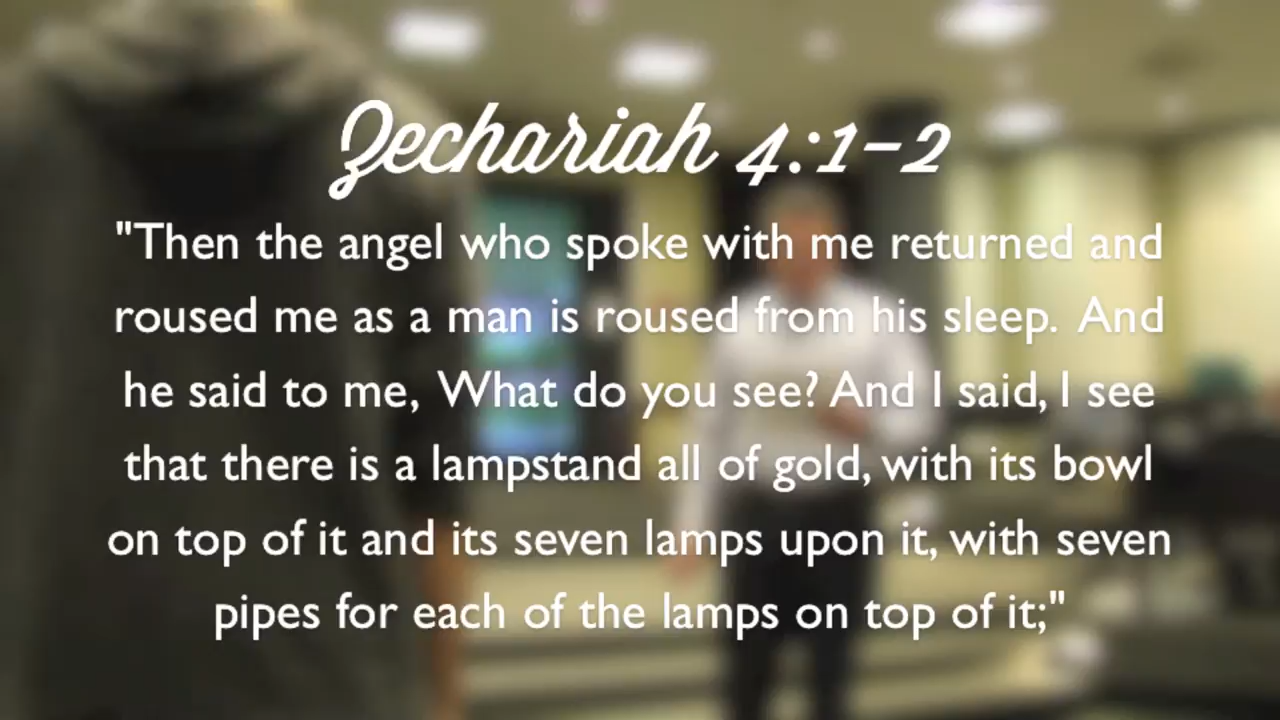 Zechariah 4:1-2
"Then the angel who spoke with me returned and
roused me as a man is roused from his sleep. And
he said to me, What do you see? And I said, I see
that there is a lampstand all of gold, with its bowl
on top of it and its seven lamps upon it, with seven
pipes for each of the lamps on top of it;"